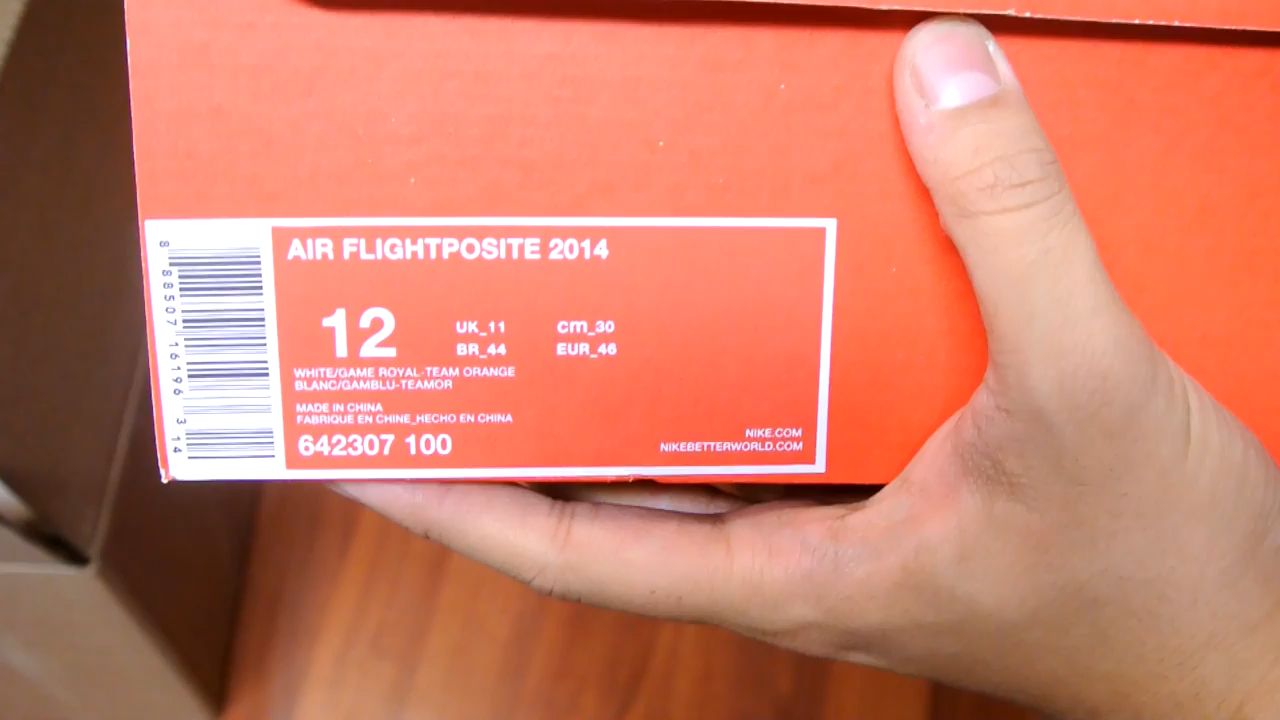 8 88507 16196 3 14
AIR FLIGHTPOSITE 2014
12
UK_11 cm_30
BR_44 EUR_46
WHITE/GAME ROYAL-TEAM ORANGE
BLANC/GAMBLU-TEAMOR
MADE IN CHINA
FABRIQUE EN CHINE_HECHO EN CHINA
642307 100
NIKE.COM
NIKEBETTERWORLD.COM